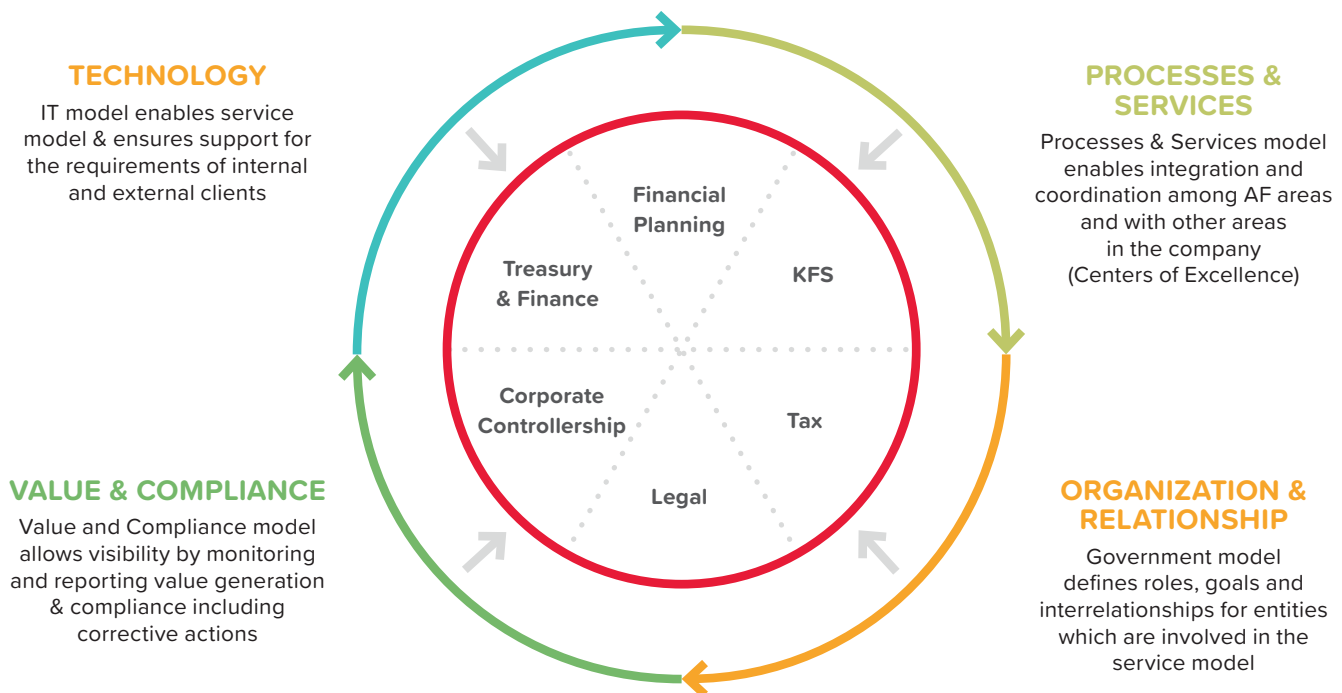 TECHNOLOGY
IT model enables service
model & ensures support for
the requirements of internal
and external clients
PROCESSES &
SERVICES
Processes & Services model
enables integration and
coordination among AF areas
and with other areas
in the company
(Centers of Excellence)
Financial
Planning
Treasury
& Finance
KFS
Corporate
Controllership
Tax
Legal
VALUE & COMPLIANCE
Value and Compliance model
allows visibility by monitoring
and reporting value generation
& compliance including
corrective actions
ORGANIZATION &
RELATIONSHIP
Government model
defines roles, goals and
interrelationships for entities
which are involved in the
service model